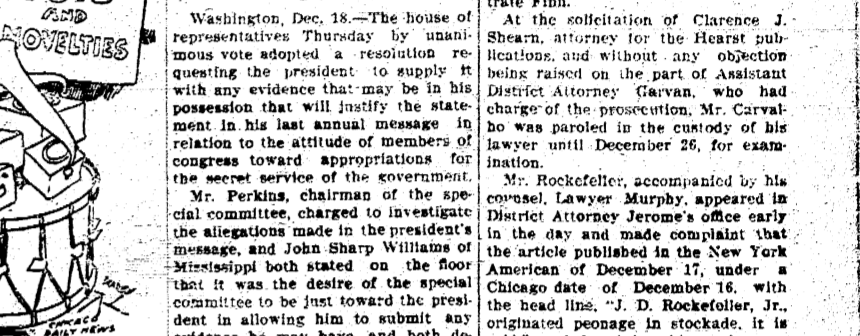 AND
NOVELTIES
DAILY NEWS
Washington, Dec. 18.—The house of
representatives Thursday by unani-
mous vote adopted a resolution re-
questing the president to supply it
with any evidence that may be in his
possession that will justify the state-
ment in his last annual message in
relation to the attitude of members of
congress toward appropriations for
the secret service of the government.
Mr. Perkins, chairman of the spe-
cial committee, charged to investigate
the allegations made in the president's
message, and John Sharp Williams of
Mississippi both stated on the floor
that it was the desire of the special
committee to be just toward the presi-
dent in allowing him to submit any
evidence he may have and both de-
trate Finn.
At the solicitation of Clarence J.
Shearn, attorney for the Hearst pub-
lications, and without any objection
being raised on the part of Assistant
District Attorney Garvan, who had
charge of the prosecution, Mr. Carval-
ho was paroled in the custody of his
lawyer until December 26, for exam-
ination.
Mr. Rockefeller, accompanied by his
counsel, Lawyer Murphy, appeared in
District Attorney Jerome's office early
in the day and made complaint that
the article published in the New York
American of December 17, under a
Chicago date of December 16, with
the head line, "J. D. Rockefeller, Jr.,
originated peonage in stockade, it is